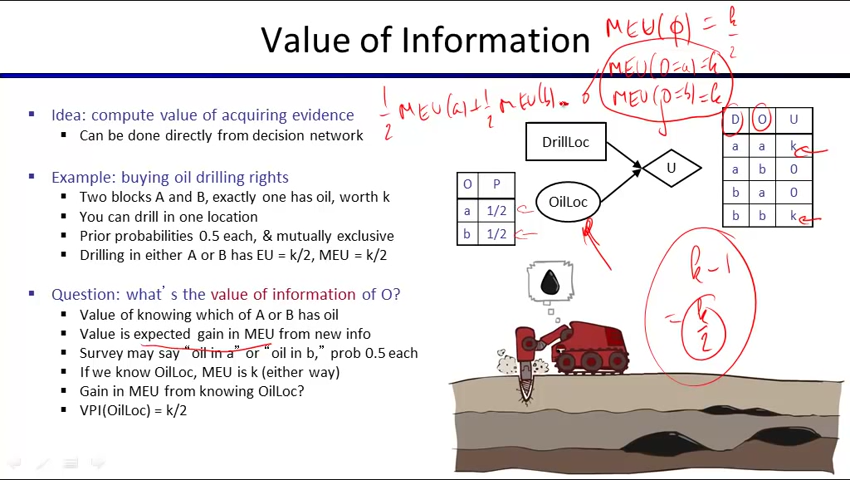 Value of Information
MEU(ϕ) = k/2
MEU(O=a)=k
MEU(O=b)=k
1/2 MEU(a) + 1/2 MEU(b)
Idea: compute value of acquiring evidence
Can be done directly from decision network
Example: buying oil drilling rights
Two blocks A and B, exactly one has oil, worth k
You can drill in one location
Prior probabilities 0.5 each, & mutually exclusive
Drilling in either A or B has EU = k/2, MEU = k/2
Question: what's the value of information of O?
Value of knowing which of A or B has oil
Value is expected gain in MEU from new info
Survey may say “oil in a” or “oil in b,” prob 0.5 each
If we know OilLoc, MEU is k (either way)
Gain in MEU from knowing OilLoc?
VPI(OilLoc) = k/2
DrillLoc
U
OilLoc
O P
a 1/2
b 1/2
D O U
a a k
a b 0
b a 0
b b k
= k/2